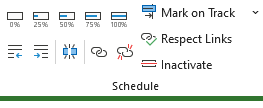 0% 25% 50% 75% 100%
Mark on Track
Respect Links
Inactivate
Schedule